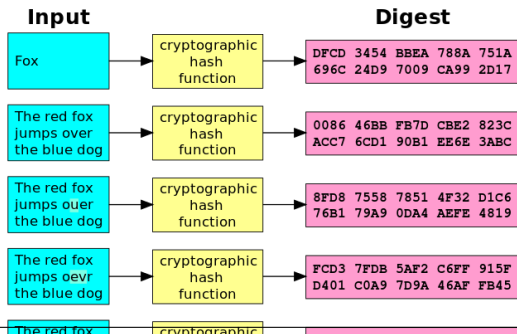 Input
Digest
Fox
cryptographic
hash
function
DFCD 3454 BBEA 788A 751A
696C 24D9 7009 CA99 2D17
The red fox
jumps over
the blue dog
cryptographic
hash
function
0086 46BB FB7D CBE2 823C
ACC7 6CD1 90B1 EE6E 3ABC
The red fox
jumps ouer
the blue dog
cryptographic
hash
function
8FD8 7558 7851 4F32 D1C6
76B1 79A9 0DA4 AEFE 4819
The red fox
jumps oevr
the blue dog
cryptographic
hash
function
FCD3 7FDB 5AF2 C6FF 915F
D401 C0A9 7D9A 46AF FB45
The red fox
cryptographic